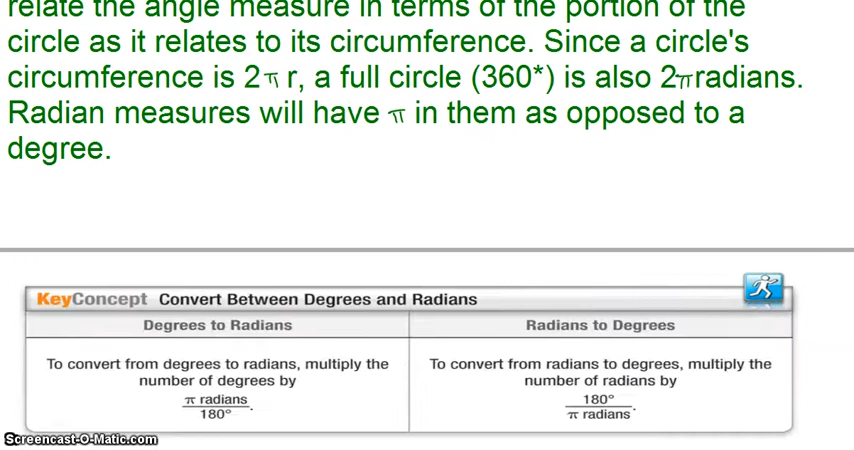 relate the angle measure in terms of the portion of the
circle as it relates to its circumference. Since a circle's
circumference is 2π r, a full circle (360*) is also 2π radians.
Radian measures will have π in them as opposed to a
degree.
KeyConcept Convert Between Degrees and Radians
Degrees to Radians
To convert from degrees to radians, multiply the
number of degrees by
π radians
180°.
Radians to Degrees
To convert from radians to degrees, multiply the
number of radians by
180°
π radians.
Screencast-O-Matic.com